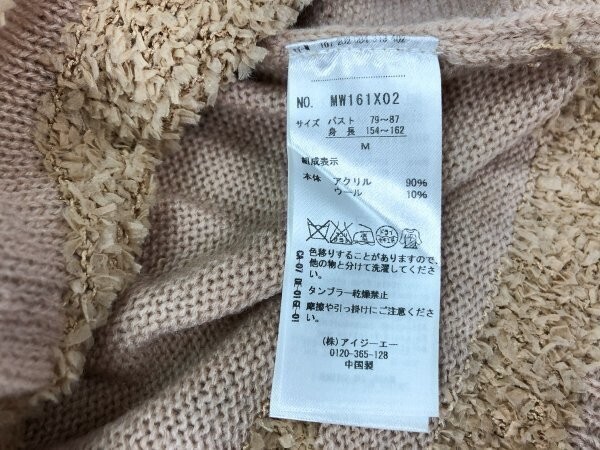 NO. MW161X02
サイズ バスト 79~87
身長 154~162
M
組成表示
本体 アクリル 90%
ウール 10%
色移りすることがありますので、
他の物と分けて洗濯してください。
タンブラー乾燥禁止
摩擦や引っ掛けにご注意ください。
(株)アイジーエー
0120-365-128
中国製